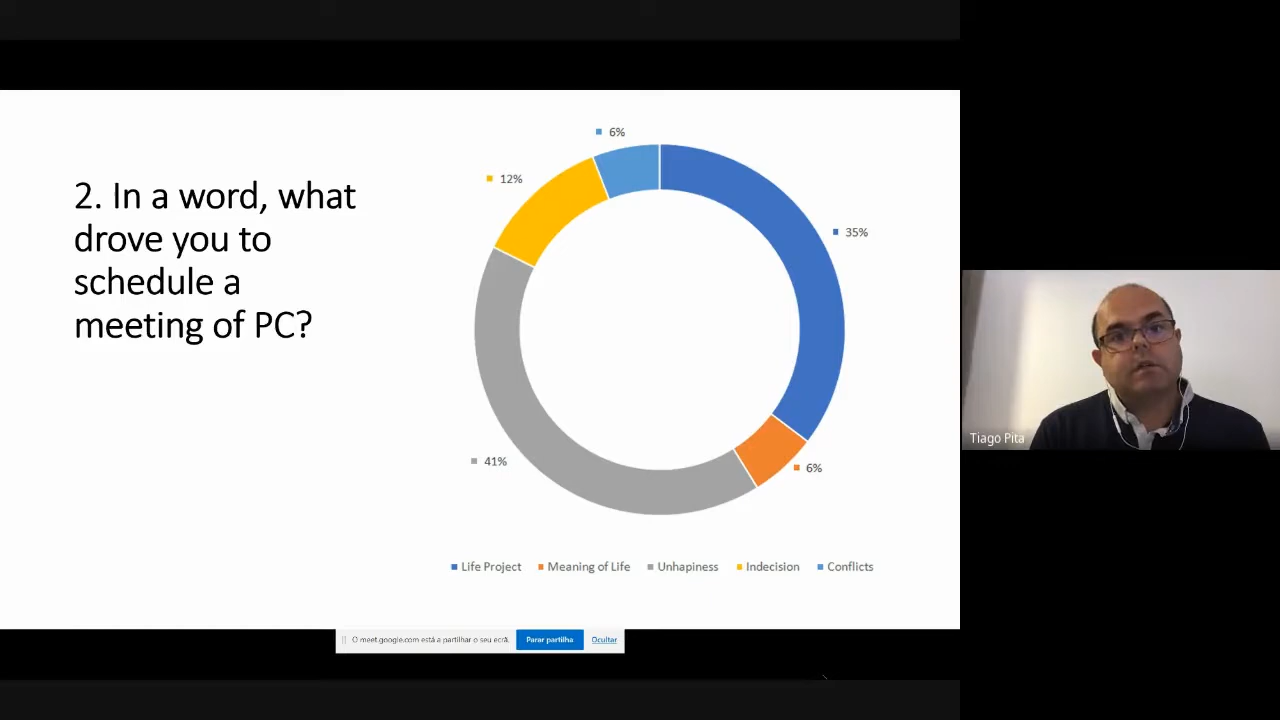 2. In a word, what
drove you to
schedule a
meeting of PC?
6%
12%
35%
41%
6%
Life Project Meaning of Life Unhapiness Indecision Conflicts
Tiago Pita
O meet.google.com está a partilhar o seu ecrã. Parar partilha Ocultar